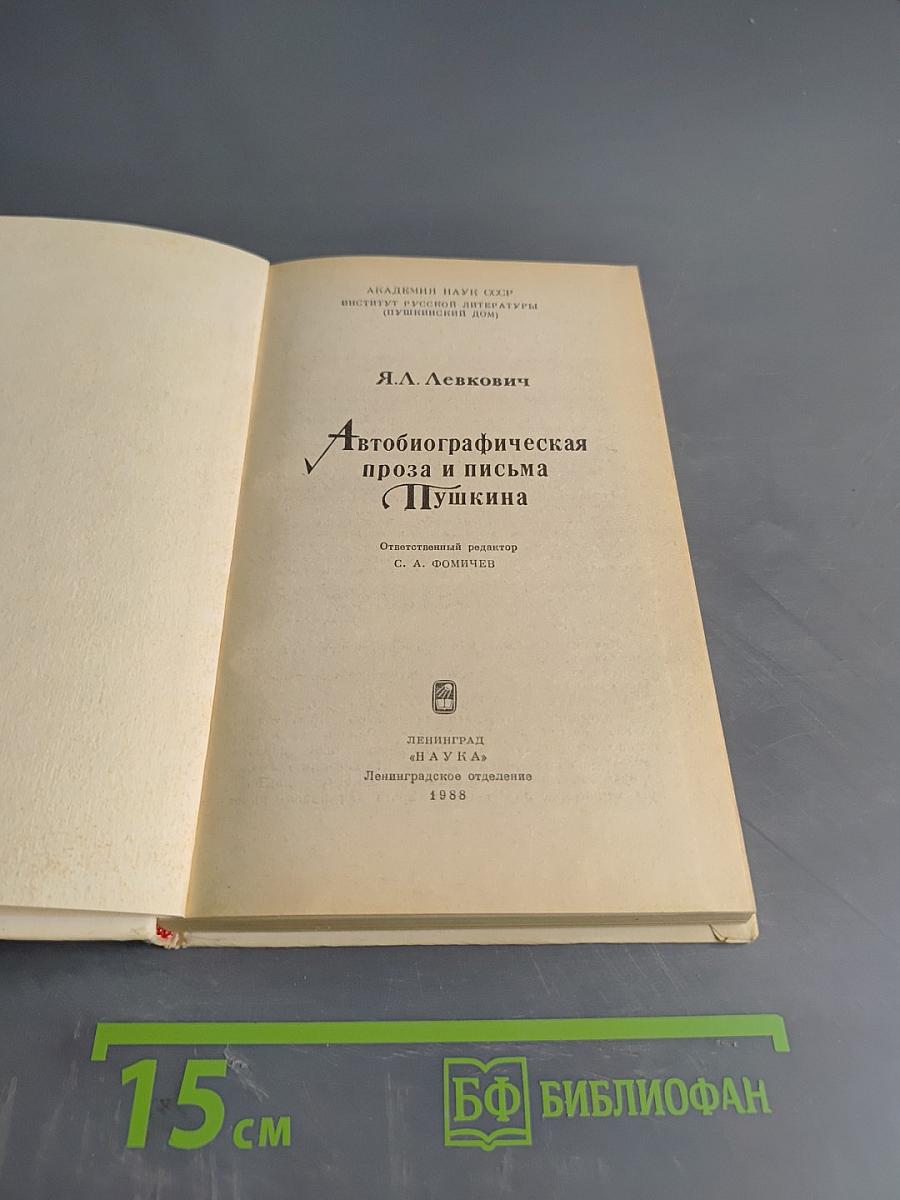 АКАДЕМИЯ НАУК СССР
ИНСТИТУТ РУССКОЙ ЛИТЕРАТУРЫ
(ПУШКИНСКИЙ ДОМ)
Я.Л. Левкович
Автобиографическая
проза и письма
Пушкина
Ответственный редактор
С. А. ФОМИЧЕВ
ЛЕНИНГРАД
«НАУКА»
Ленинградское отделение
1988
15 см
БФ БИБЛИОФАН